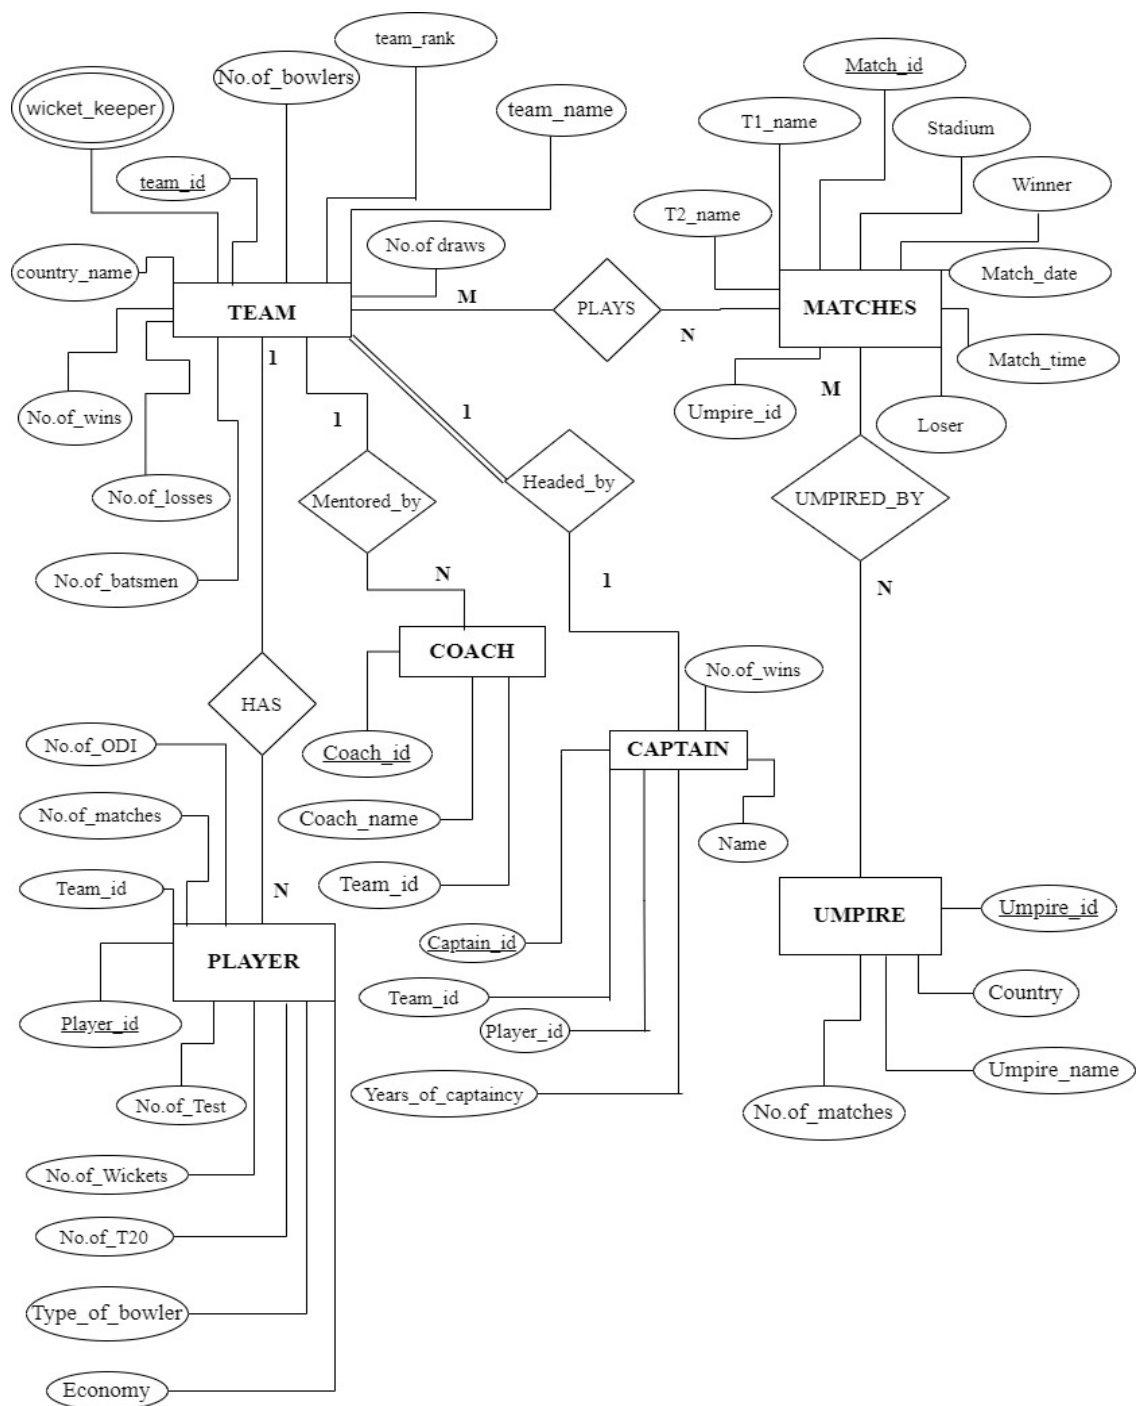 team_rank
No.of_bowlers
wicket_keeper
team_name
team_id
No.of draws
country_name
TEAM
No.of_wins
No.of_losses
No.of_batsmen
M
PLAYS
N
Match_id
T1_name
Stadium
Winner
T2_name
Match_date
MATCHES
Match_time
Umpire_id
Loser
M
UMPIRED_BY
N
1
1
1
Mentored_by
Headed_by
N
1
COACH
Coach_id
Coach_name
Team_id
HAS
N
No.of_wins
CAPTAIN
Name
Captain_id
Team_id
Player_id
Years_of_captaincy
No.of_ODI
No.of_matches
Team_id
PLAYER
Player_id
No.of_Test
No.of_Wickets
No.of_T20
Type_of_bowler
Economy
UMPIRE
Umpire_id
Country
Umpire_name
No.of_matches